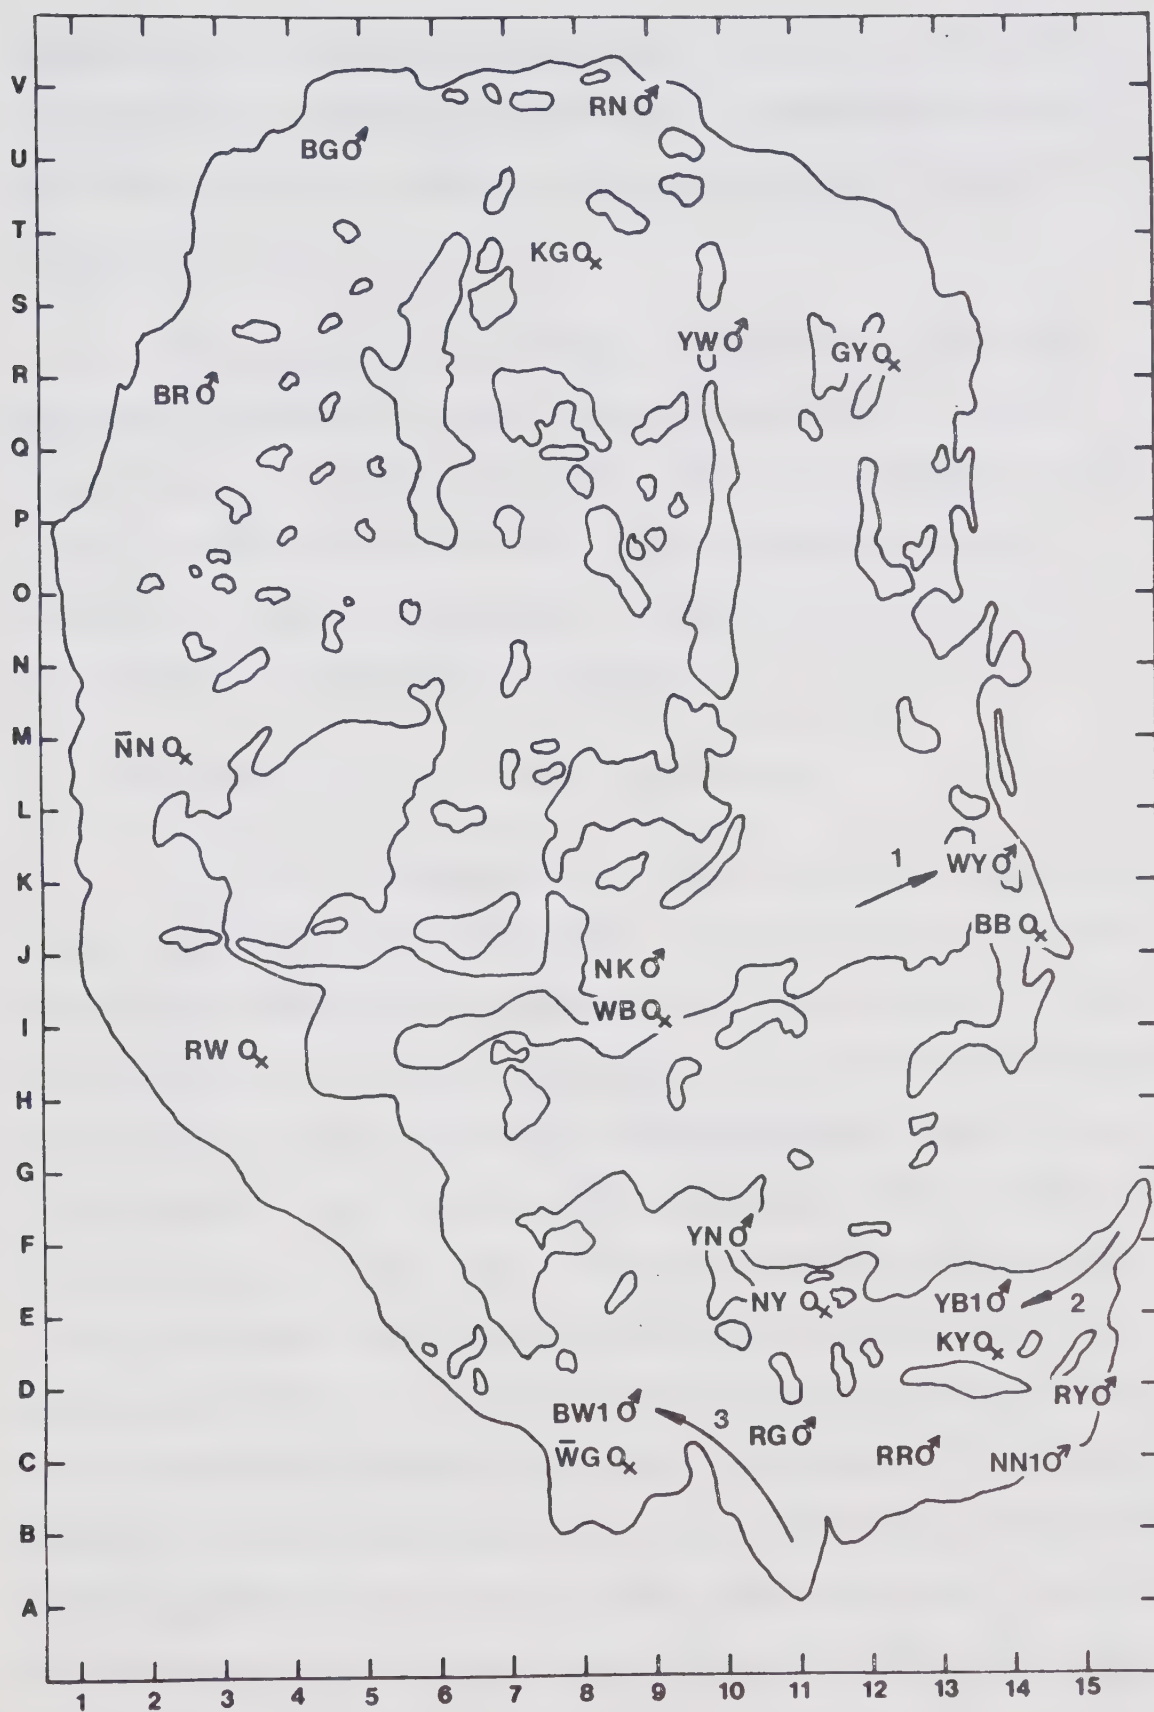 V
RN♂
BG♂
U
T
KG♀
S
YW♂
GY♀
R
BR♂
Q
P
O
N
M
N̄N♀
L
WY♂
1
K
BB♀
J
NK♂
WB♀
I
RW♀
H
G
YN♂
F
NY♀
YB1♂
2
E
KY♀
D
RY♂
BW1♂
3
RG♂
RR♂
NN1♂
C
W̄G♀
B
A
1 2 3 4 5 6 7 8 9 10 11 12 13 14 15